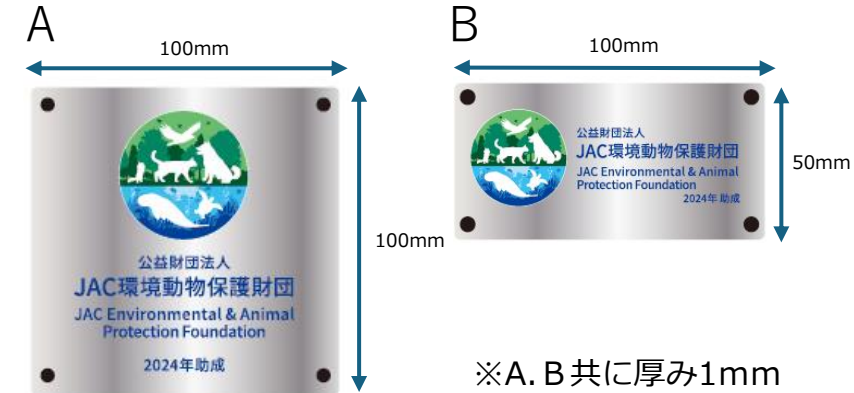 A
100mm
100mm
公益財団法人
JAC環境動物保護財団
JAC Environmental & Animal
Protection Foundation
2024年助成
B
100mm
50mm
公益財団法人
JAC環境動物保護財団
JAC Environmental & Animal
Protection Foundation
2024年 助成
※A.B共に厚み1mm